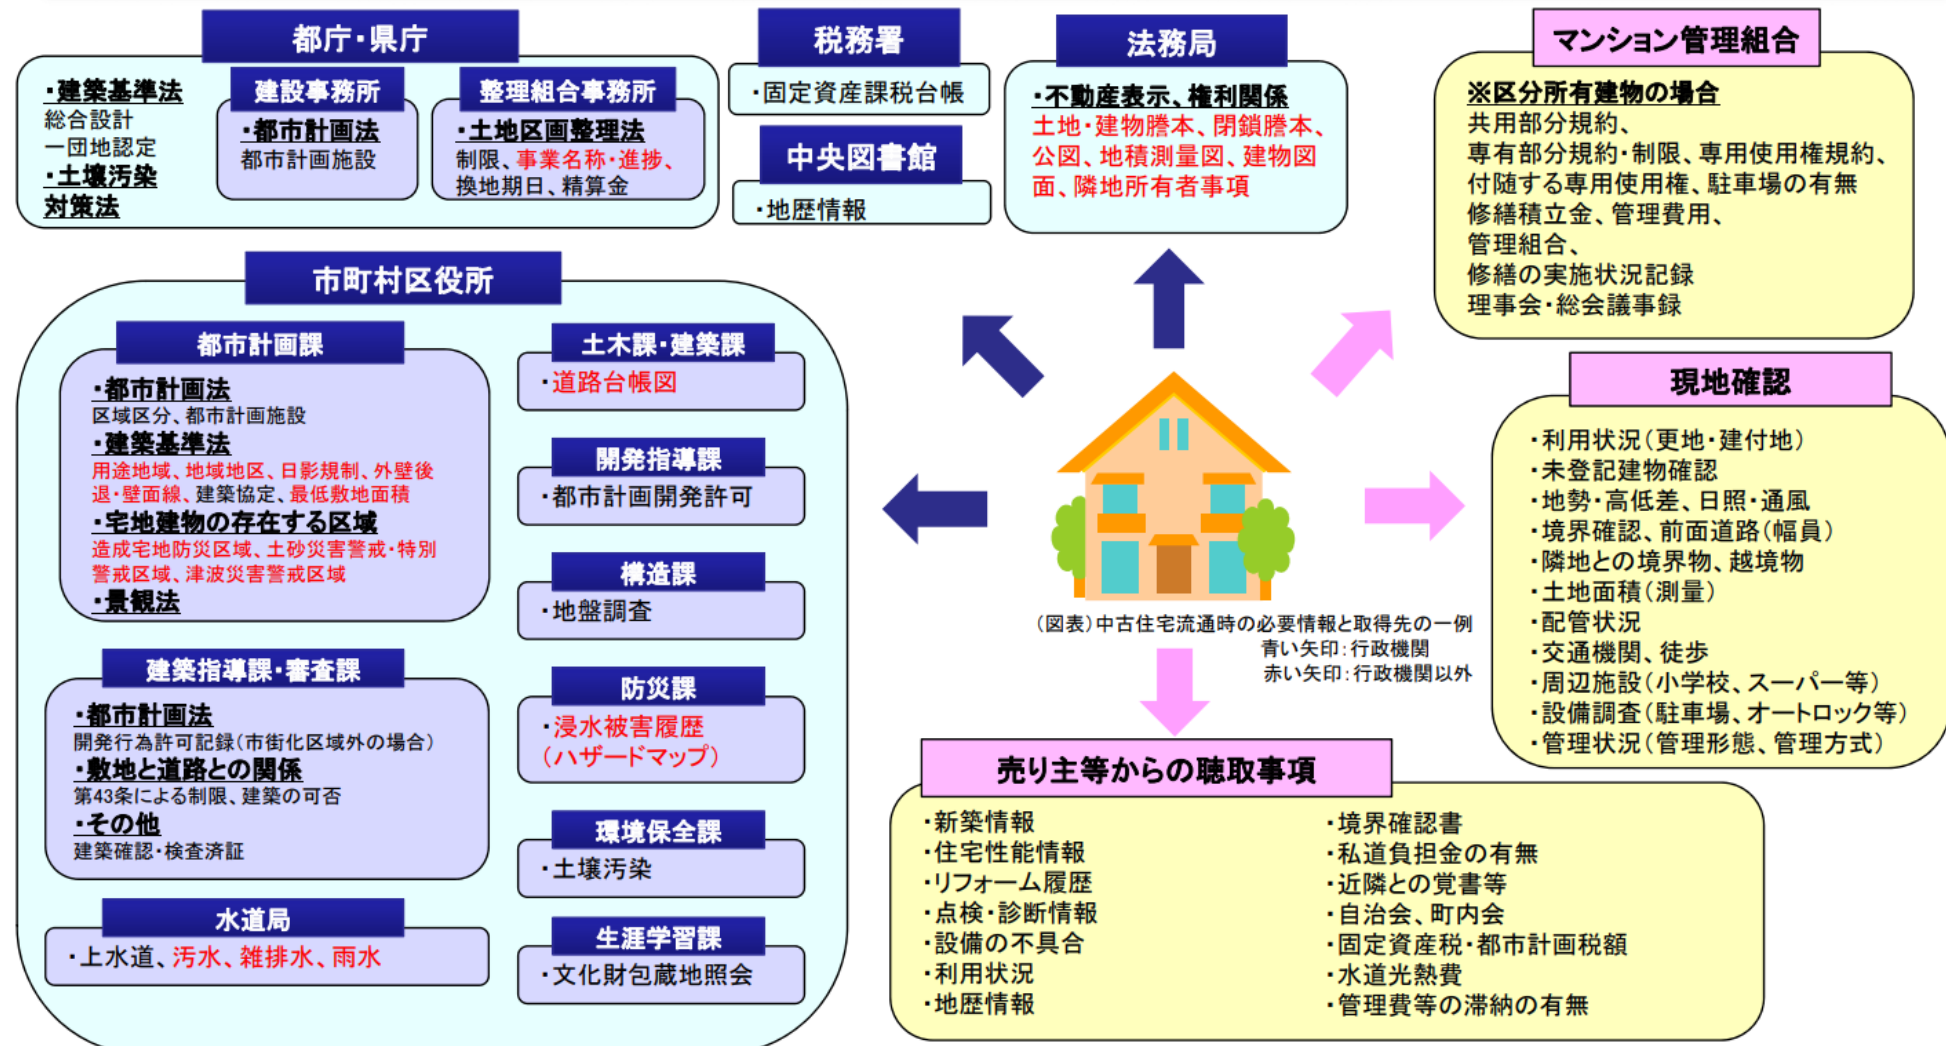 都庁・県庁
・建築基準法
総合設計
一団地認定
・土壌汚染
対策法
建設事務所
・都市計画法
都市計画施設
整理組合事務所
・土地区画整理法
制限、事業名称・進捗、
換地期日、精算金
税務署
・固定資産課税台帳
中央図書館
・地歴情報
法務局
・不動産表示、権利関係
土地・建物謄本、閉鎖謄本、
公図、地積測量図、建物図
面、隣地所有者事項
マンション管理組合
※区分所有建物の場合
共用部分規約、
専有部分規約・制限、専用使用権規約、
付随する専用使用権、駐車場の有無
修繕積立金、管理費用、
管理組合、
修繕の実施状況記録
理事会・総会議事録
市町村区役所
都市計画課
・都市計画法
区域区分、都市計画施設
・建築基準法
用途地域、地域地区、日影規制、外壁後
退・壁面線、建築協定、最低敷地面積
・宅地建物の存在する区域
造成宅地防災区域、土砂災害警戒・特別
警戒区域、津波災害警戒区域
・景観法
建築指導課・審査課
・都市計画法
開発行為許可記録（市街化区域外の場合）
・敷地と道路との関係
第43条による制限、建築の可否
・その他
建築確認・検査済証
水道局
・上水道、汚水、雑排水、雨水
土木課・建築課
・道路台帳図
開発指導課
・都市計画開発許可
構造課
・地盤調査
防災課
・浸水被害履歴
（ハザードマップ）
環境保全課
・土壌汚染
生涯学習課
・文化財包蔵地照会
（図表）中古住宅流通時の必要情報と取得先の一例
青い矢印：行政機関
赤い矢印：行政機関以外
現地確認
・利用状況（更地・建付地）
・未登記建物確認
・地勢・高低差、日照・通風
・境界確認、前面道路（幅員）
・隣地との境界物、越境物
・土地面積（測量）
・配管状況
・交通機関、徒歩
・周辺施設（小学校、スーパー等）
・設備調査（駐車場、オートロック等）
・管理状況（管理形態、管理方式）
売り主等からの聴取事項
・新築情報
・住宅性能情報
・リフォーム履歴
・点検・診断情報
・設備の不具合
・利用状況
・地歴情報
・境界確認書
・私道負担金の有無
・近隣との覚書等
・自治会、町内会
・固定資産税・都市計画税額
・水道光熱費
・管理費等の滞納の有無